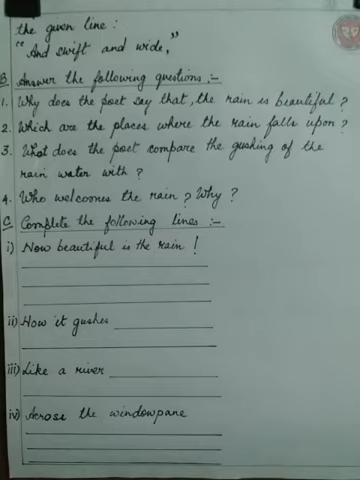 the given line:
"And swift and wide,"
B Answer the following questions:-
1. Why does the poet say that, the rain is beautiful?
2. Which are the places where the rain falls upon?
3. What does the poet compare the gushing of the
rain water with?
4. Who welcomes the rain? Why?
C Complete the following lines:-
i) Now beautiful is the rain!
ii) How it gushes
iii) Like a river
iv) Across the windowpane